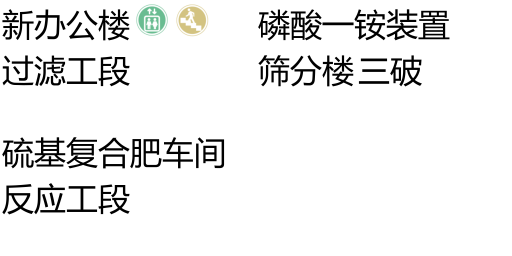 新办公楼
过滤工段
硫基复合肥车间
反应工段
磷酸一铵装置
筛分楼 三破